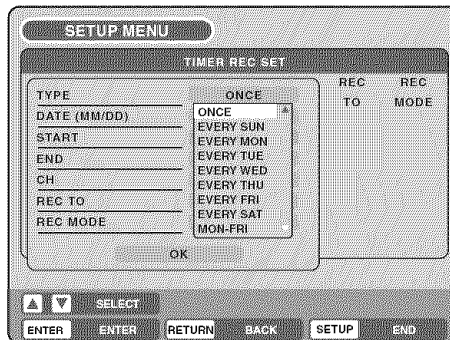 SETUP MENU
TIMER REC SET
REC TO
REC MODE
TYPE
ONCE
DATE (MM/DD)
START
END
CH
REC TO
REC MODE
ONCE
EVERY SUN
EVERY MON
EVERY TUE
EVERY WED
EVERY THU
EVERY FRI
EVERY SAT
MON-FRI
OK
SELECT
ENTER ENTER RETURN BACK SETUP END